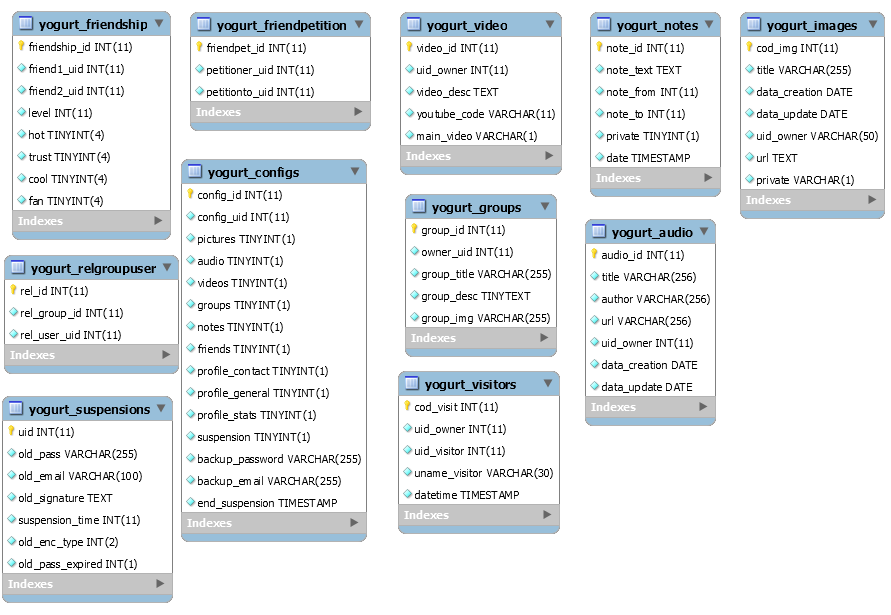 yogurt_friendship
friendship_id INT(11)
friend1_uid INT(11)
friend2_uid INT(11)
level INT(11)
hot TINYINT(4)
trust TINYINT(4)
cool TINYINT(4)
fan TINYINT(4)
Indexes
yogurt_friendpetition
friendpet_id INT(11)
petitioner_uid INT(11)
petitionto_uid INT(11)
Indexes
yogurt_video
video_id INT(11)
uid_owner INT(11)
video_desc TEXT
youtube_code VARCHAR(11)
main_video VARCHAR(1)
Indexes
yogurt_notes
note_id INT(11)
note_text TEXT
note_from INT(11)
note_to INT(11)
private TINYINT(1)
date TIMESTAMP
Indexes
yogurt_images
cod_img INT(11)
title VARCHAR(255)
data_creation DATE
data_update DATE
uid_owner VARCHAR(50)
url TEXT
private VARCHAR(1)
Indexes
yogurt_configs
config_id INT(11)
config_uid INT(11)
pictures TINYINT(1)
audio TINYINT(1)
videos TINYINT(1)
groups TINYINT(1)
notes TINYINT(1)
friends TINYINT(1)
profile_contact TINYINT(1)
profile_general TINYINT(1)
profile_stats TINYINT(1)
suspension TINYINT(1)
backup_password VARCHAR(255)
backup_email VARCHAR(255)
end_suspension TIMESTAMP
Indexes
yogurt_groups
group_id INT(11)
owner_uid INT(11)
group_title VARCHAR(255)
group_desc TINYTEXT
group_img VARCHAR(255)
Indexes
yogurt_audio
audio_id INT(11)
title VARCHAR(256)
author VARCHAR(256)
url VARCHAR(256)
uid_owner INT(11)
data_creation DATE
data_update DATE
Indexes
yogurt_relgroupuser
rel_id INT(11)
rel_group_id INT(11)
rel_user_uid INT(11)
Indexes
yogurt_visitors
cod_visit INT(11)
uid_owner INT(11)
uid_visitor INT(11)
uname_visitor VARCHAR(30)
datetime TIMESTAMP
Indexes
yogurt_suspensions
uid INT(11)
old_pass VARCHAR(255)
old_email VARCHAR(100)
old_signature TEXT
suspension_time INT(11)
old_enc_type INT(2)
old_pass_expired INT(1)
Indexes